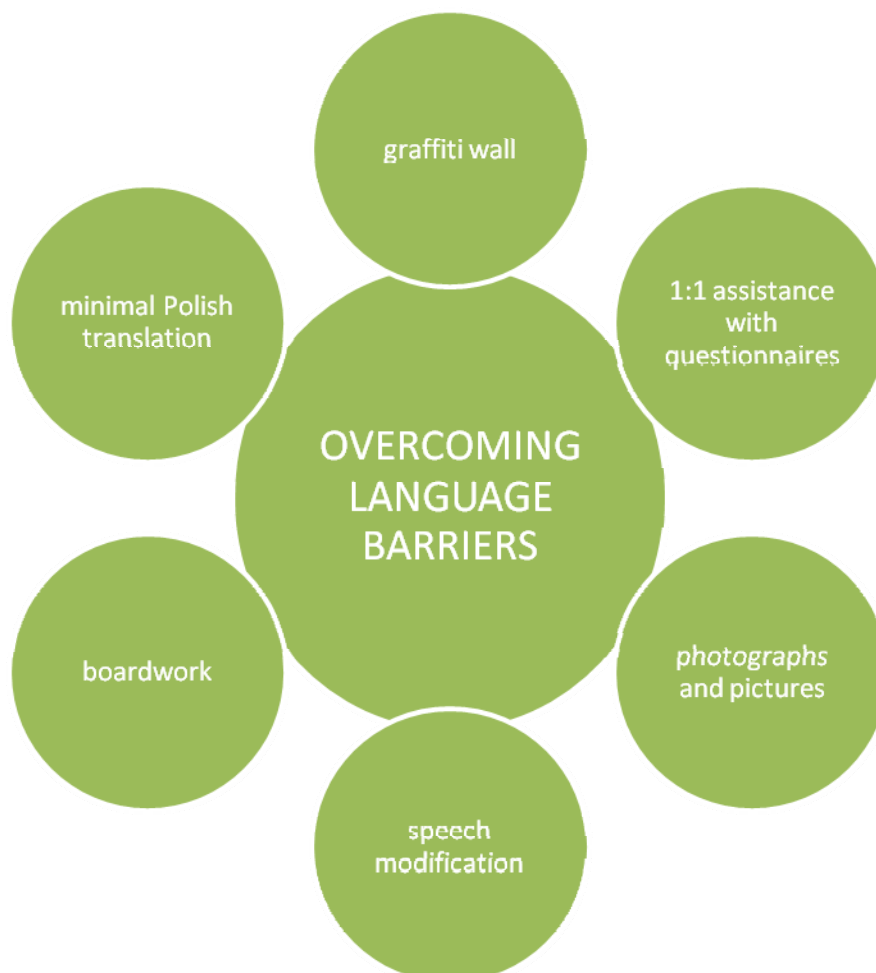 graffiti wall
1:1 assistance
with
questionnaires
photographs
and pictures
speech
modification
boardwork
minimal Polish
translation
OVERCOMING
LANGUAGE
BARRIERS